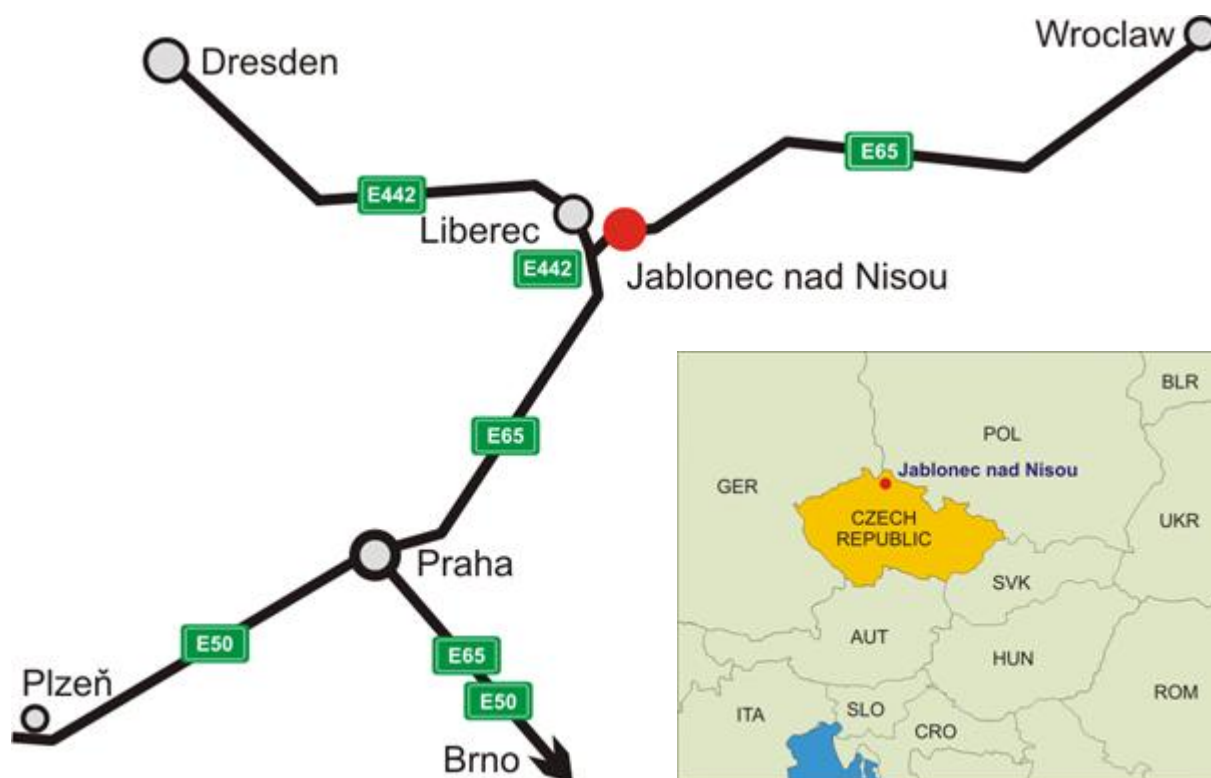 Dresden
Wroclaw
E65
E442
Liberec
E442
Jablonec nad Nisou
E65
Praha
E50
E65
E50
Plzeň
Brno
BLR
POL
Jablonec nad Nisou
GER
CZECH
REPUBLIC
UKR
SVK
AUT
HUN
ROM
ITA
SLO
CRO